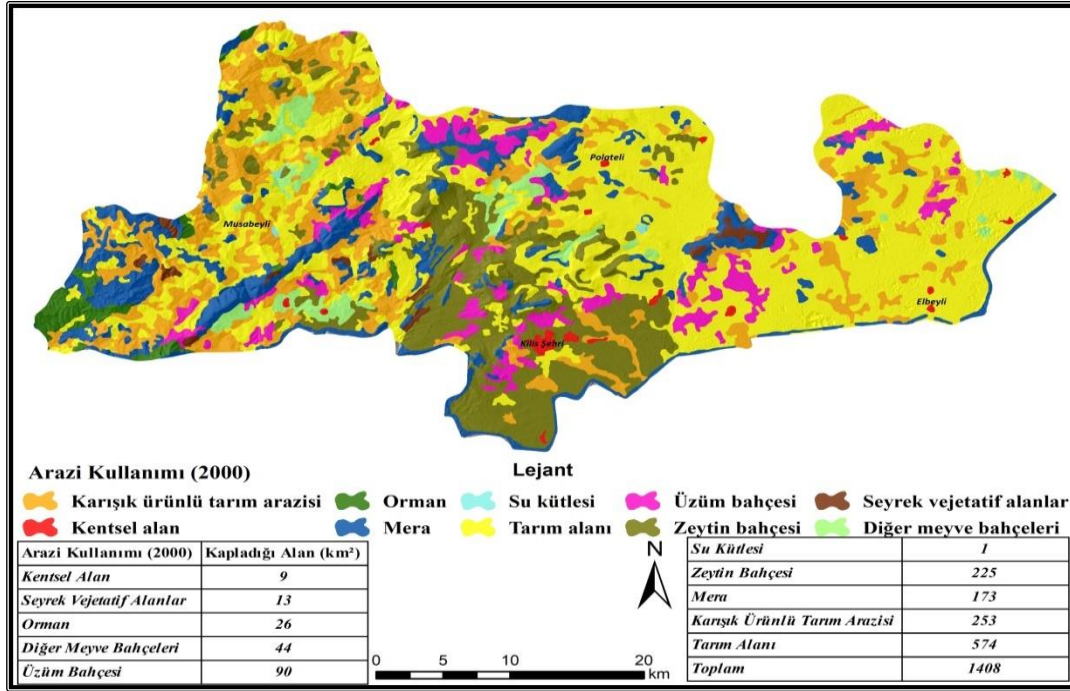 Polateli
Musabeyli
Elbeyli
Kilis Şehri
Arazi Kullanımı (2000)
Lejant
Karışık ürünlü tarım arazisi
Orman
Su kütlesi
Üzüm bahçesi
Seyrek vejetatif alanlar
Kentsel alan
Mera
Tarım alanı
Zeytin bahçesi
Diğer meyve bahçeleri
Arazi Kullanımı (2000) Kapladığı Alan (km²)
Kentsel Alan 9
Seyrek Vejetatif Alanlar 13
Orman 26
Diğer Meyve Bahçeleri 44
Üzüm Bahçesi 90
N
0 5 10 20
km
Su Kütlesi 1
Zeytin Bahçesi 225
Mera 173
Karışık Ürünlü Tarım Arazisi 253
Tarım Alanı 574
Toplam 1408